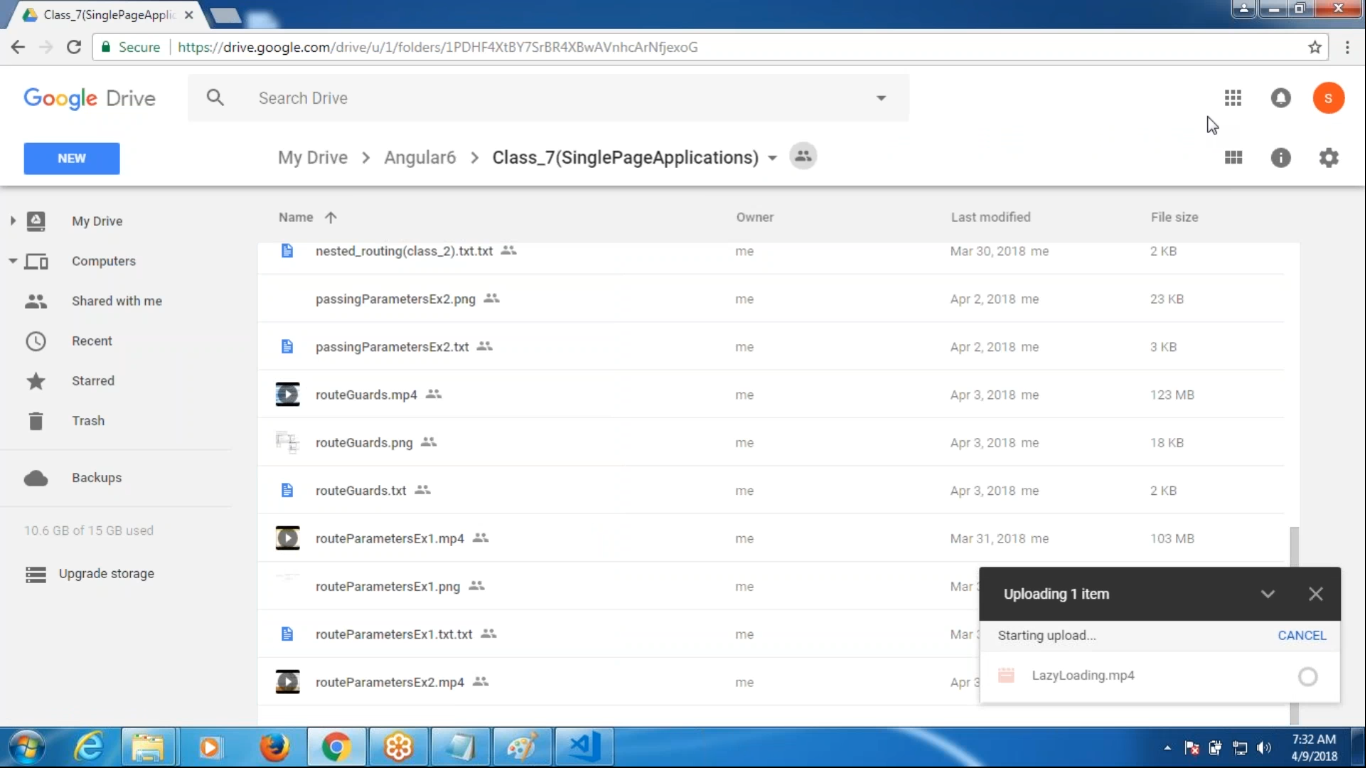 Class_7(SinglePageApplic
Secure
https://drive.google.com/drive/u/1/folders/1PDHF4XtBY7SrBR4XBwAVnhcArNfjexoG
Google Drive
Search Drive
S
NEW
My Drive > Angular6 > Class_7(SinglePageApplications)
My Drive
Computers
Shared with me
Recent
Starred
Trash
Backups
10.6 GB of 15 GB used
Upgrade storage
Name Owner Last modified File size
nested_routing(class_2).txt.txt me Mar 30, 2018 me 2 KB
passingParametersEx2.png me Apr 2, 2018 me 23 KB
passingParametersEx2.txt me Apr 2, 2018 me 3 KB
routeGuards.mp4 me Apr 3, 2018 me 123 MB
routeGuards.png me Apr 3, 2018 me 18 KB
routeGuards.txt me Apr 3, 2018 me 2 KB
routeParametersEx1.mp4 me Mar 31, 2018 me 103 MB
routeParametersEx1.png me Mar 3
routeParametersEx1.txt.txt me Mar 3
routeParametersEx2.mp4 me Apr 3
Uploading 1 item
Starting upload... CANCEL
LazyLoading.mp4
7:32 AM
4/9/2018